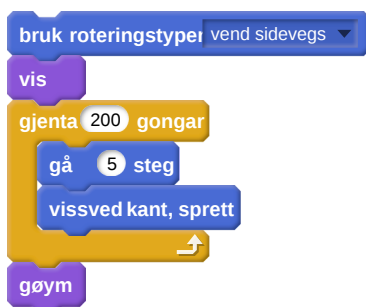 bruk roteringstypen vend sidevegs
vis
gjenta 200 gongar
gå 5 steg
vissved kant, sprett
gøym